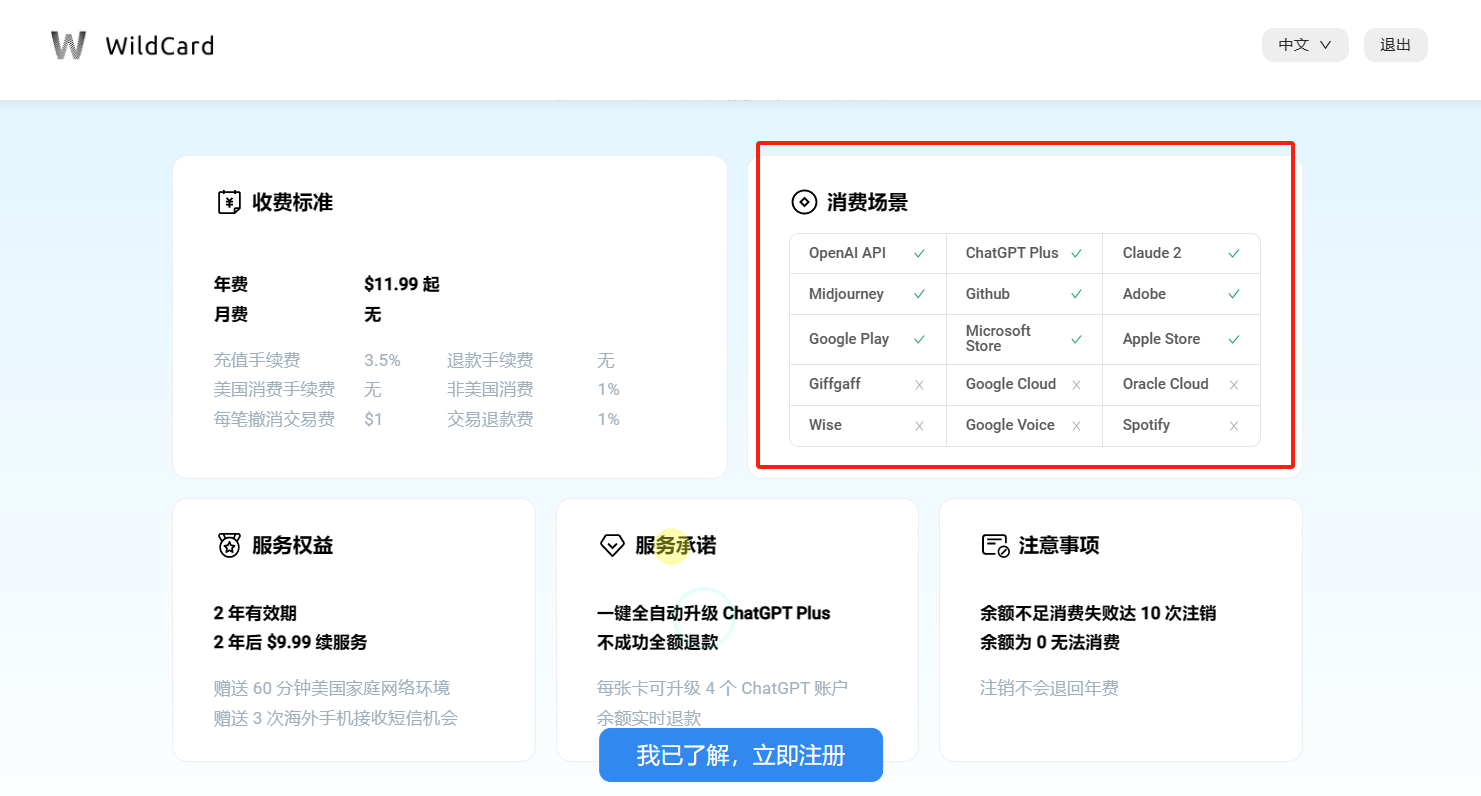 WildCard
中文
退出
收费标准
年费 $11.99 起
月费 无
充值手续费 3.5% 退款手续费 无
美国消费手续费 无 非美国消费 1%
每笔撤消交易费 $1 交易退款费 1%
消费场景
OpenAI API ✓ ChatGPT Plus ✓ Claude 2 ✓
Midjourney ✓ Github ✓ Adobe ✓
Google Play ✓ Microsoft Store ✓ Apple Store ✓
Giffgaff × Google Cloud × Oracle Cloud ×
Wise × Google Voice × Spotify ×
服务权益
2 年有效期
2 年后 $9.99 续服务
赠送 60 分钟美国家庭网络环境
赠送 3 次海外手机接收短信机会
服务承诺
一键全自动升级 ChatGPT Plus
不成功全额退款
每张卡可升级 4 个 ChatGPT 账户
余额实时退款
注意事项
余额不足消费失败达 10 次注销
余额为 0 无法消费
注销不会退回年费
我已了解，立即注册